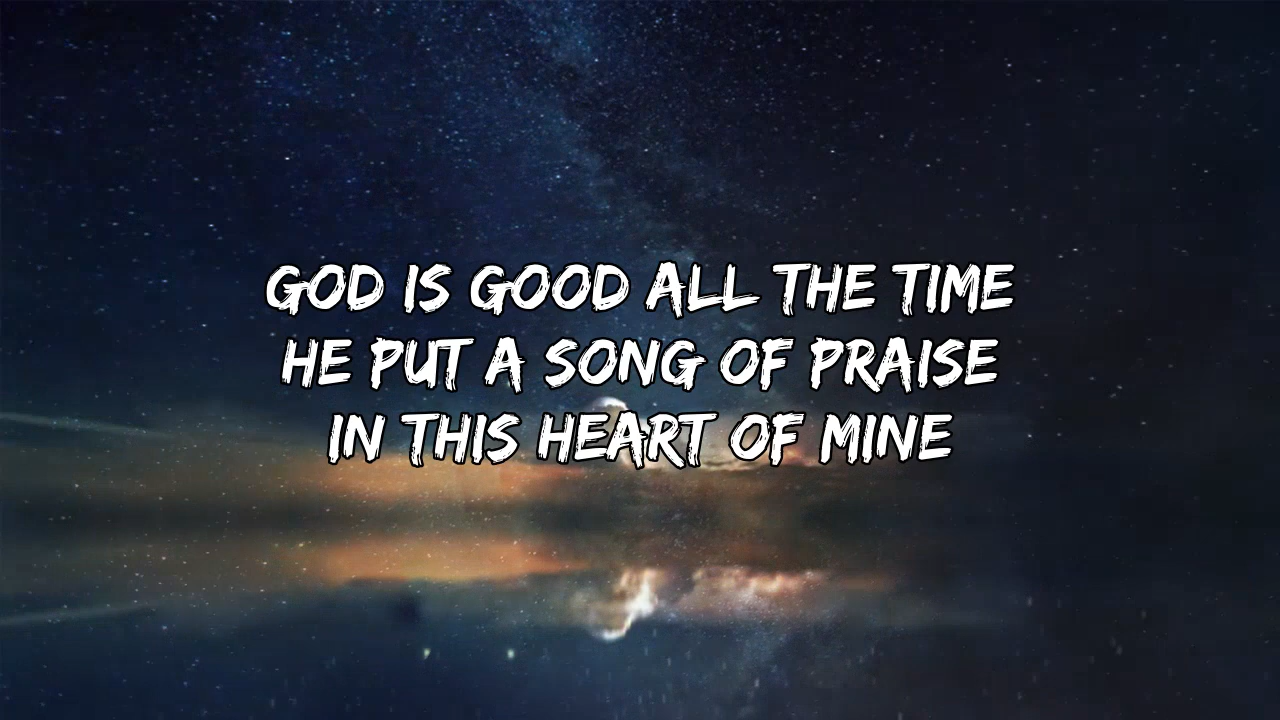 GOD IS GOOD ALL THE TIME
HE PUT A SONG OF PRAISE
IN THIS HEART OF MINE